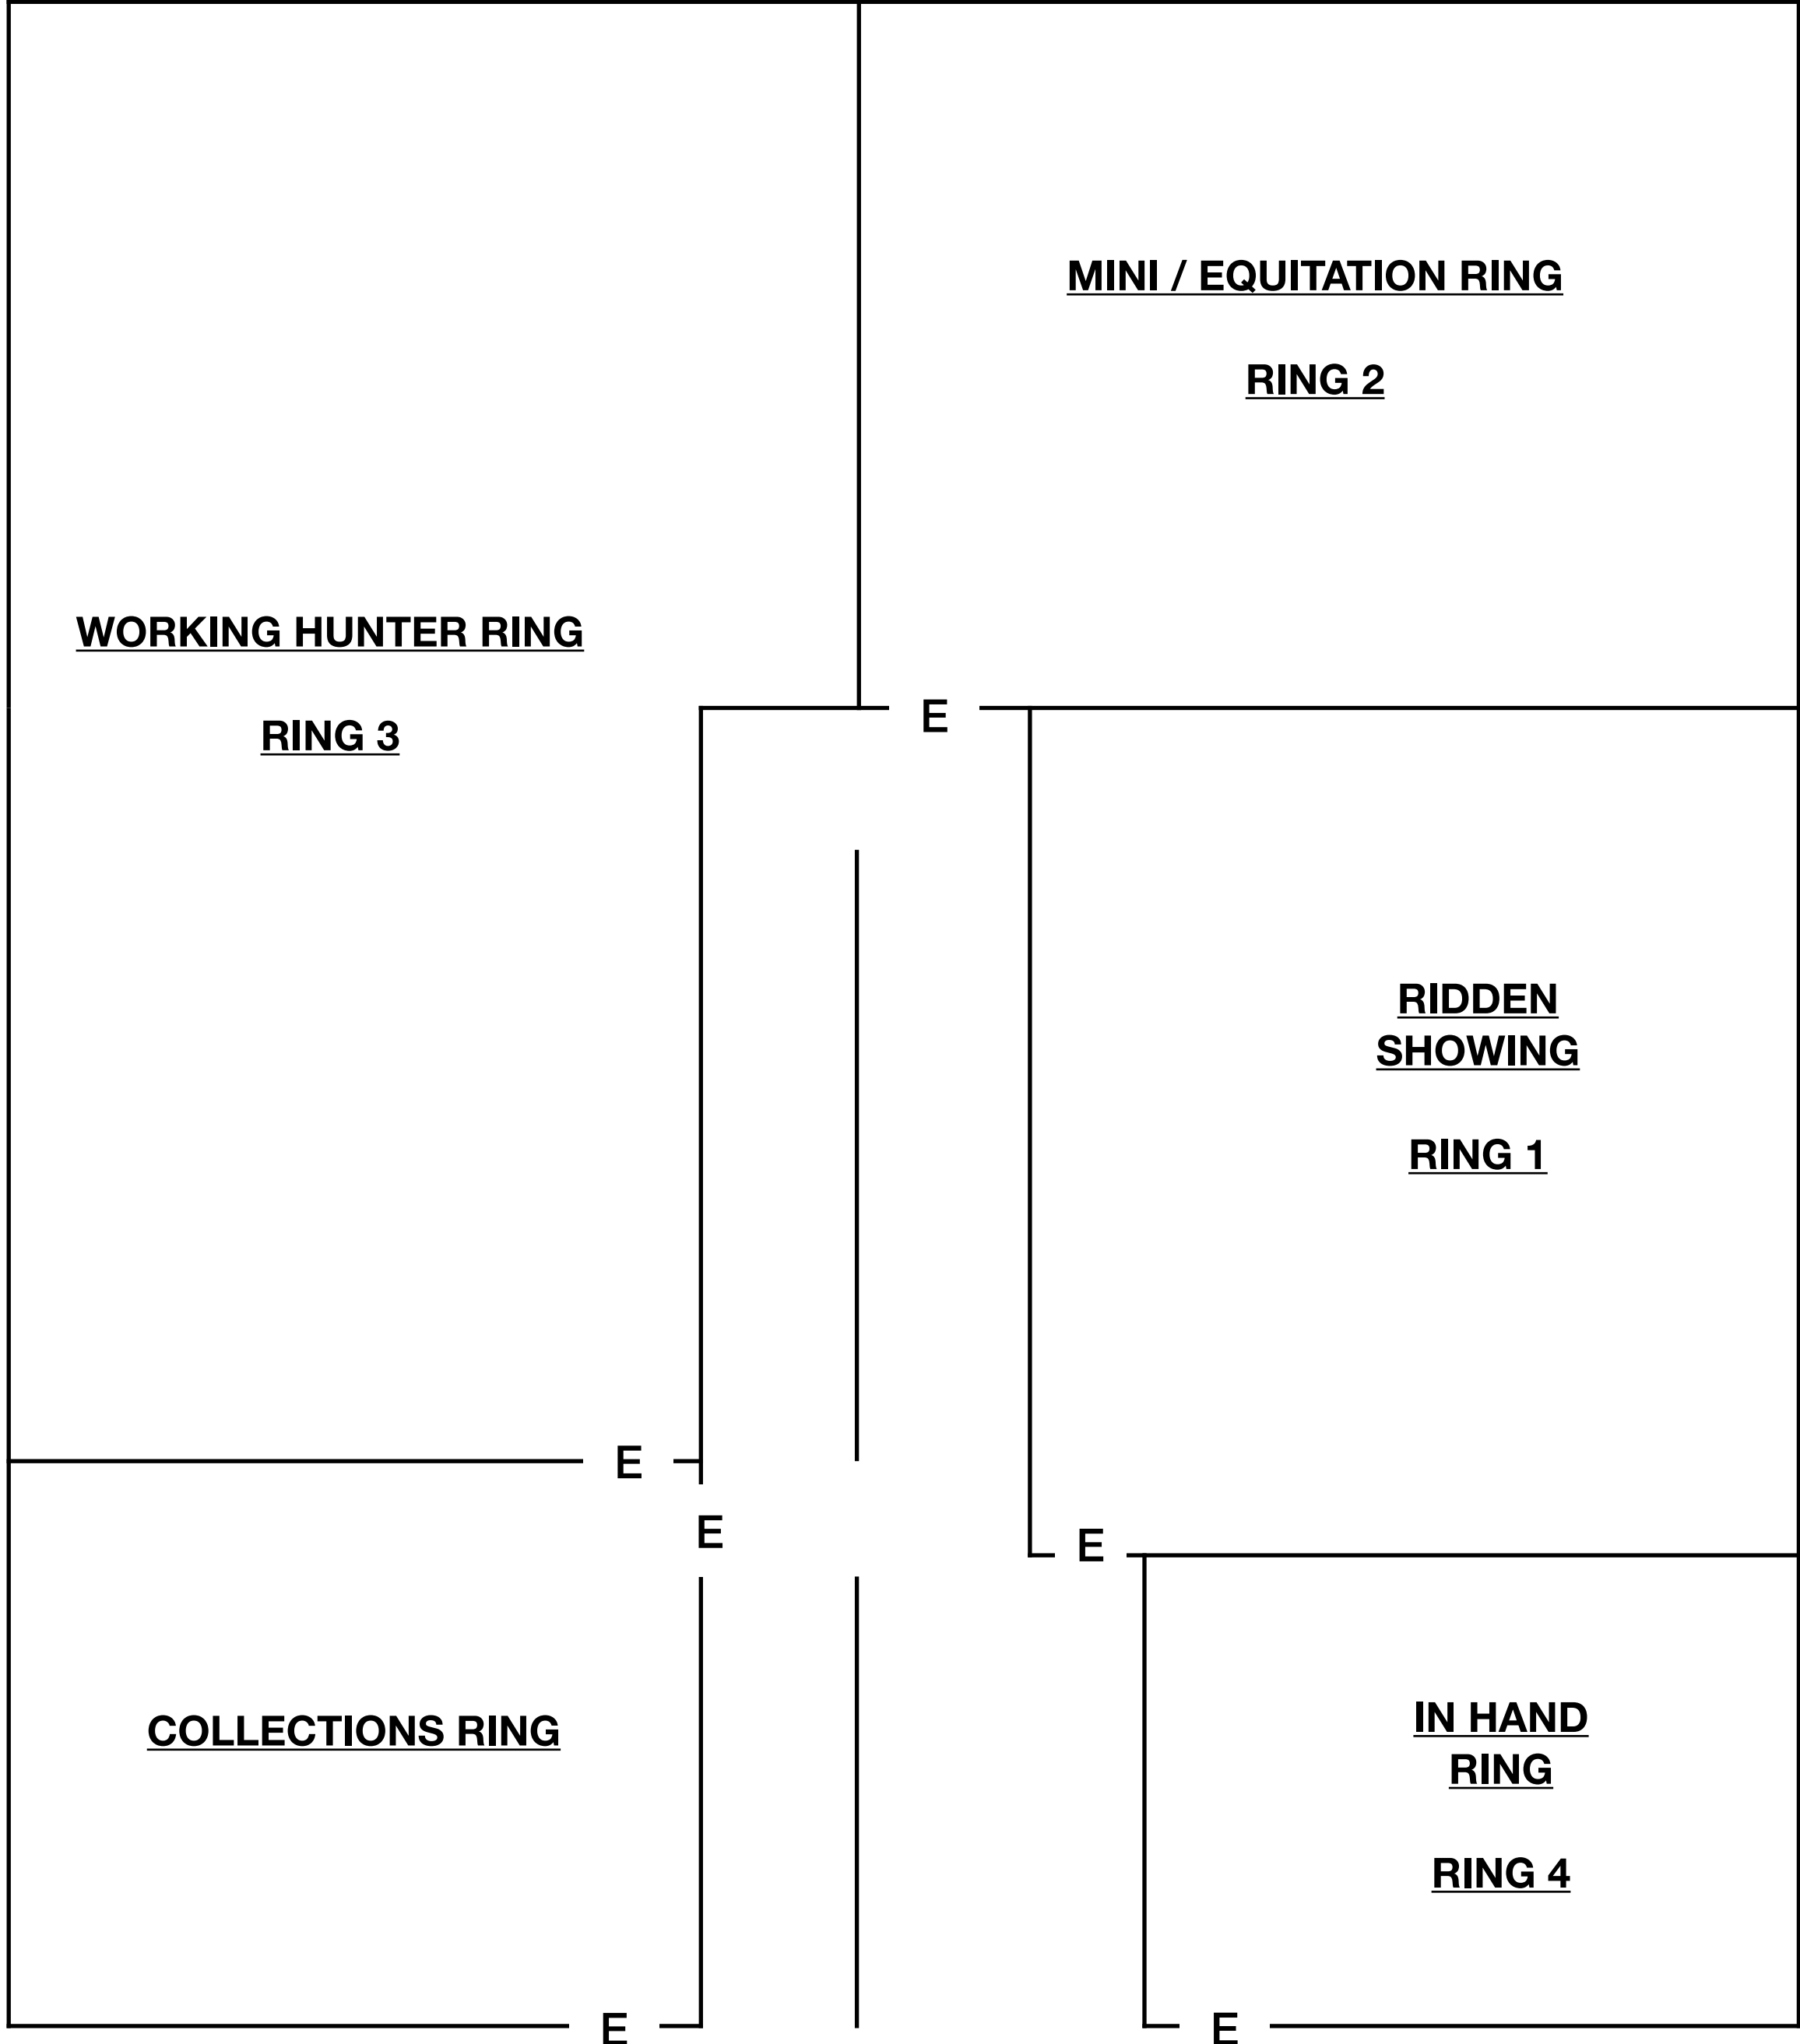 MINI / EQUITATION RING
RING 2
WORKING HUNTER RING
RING 3
E
RIDDEN
SHOWING
RING 1
E
E
E
COLLECTIONS RING
IN HAND
RING
RING 4
E
E